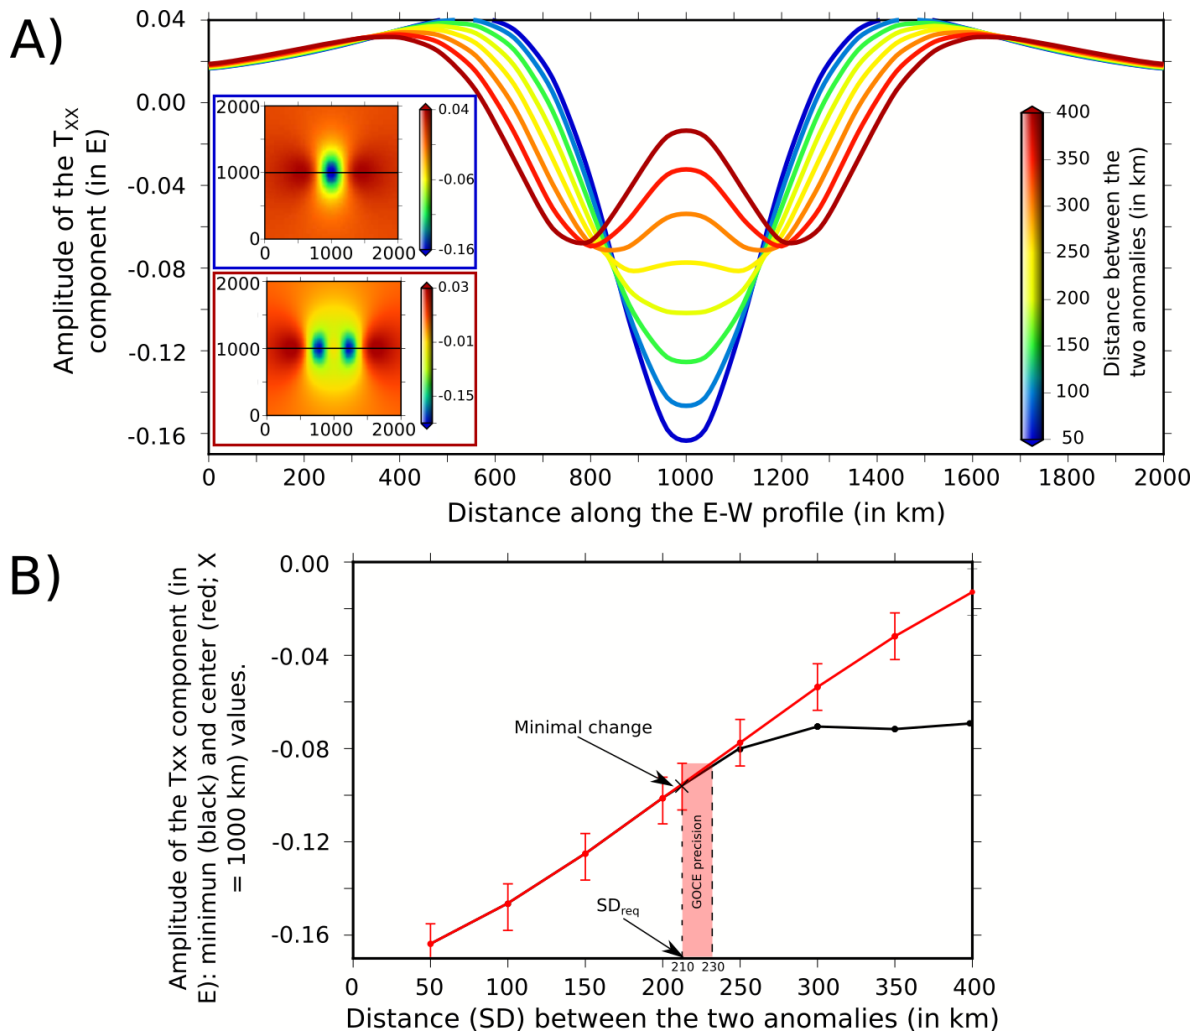 A)
Amplitude of the TXX
component (in E)
0.04
0.00
-0.04
-0.08
-0.12
-0.16
2000
1000
0
0 1000 2000
0.04
-0.06
-0.16
2000
1000
0
0 1000 2000
0.03
-0.01
-0.15
400
350
300
250
200
150
100
50
Distance between the
two anomalies (in km)
0 200 400 600 800 1000 1200 1400 1600 1800 2000
Distance along the E-W profile (in km)
B)
Amplitude of the Txx component (in
E): minimun (black) and center (red; X
= 1000 km) values.
0.00
-0.04
-0.08
-0.12
-0.16
Minimal change
GOCE precision
SDreq
210 230
0 50 100 150 200 250 300 350 400
Distance (SD) between the two anomalies (in km)